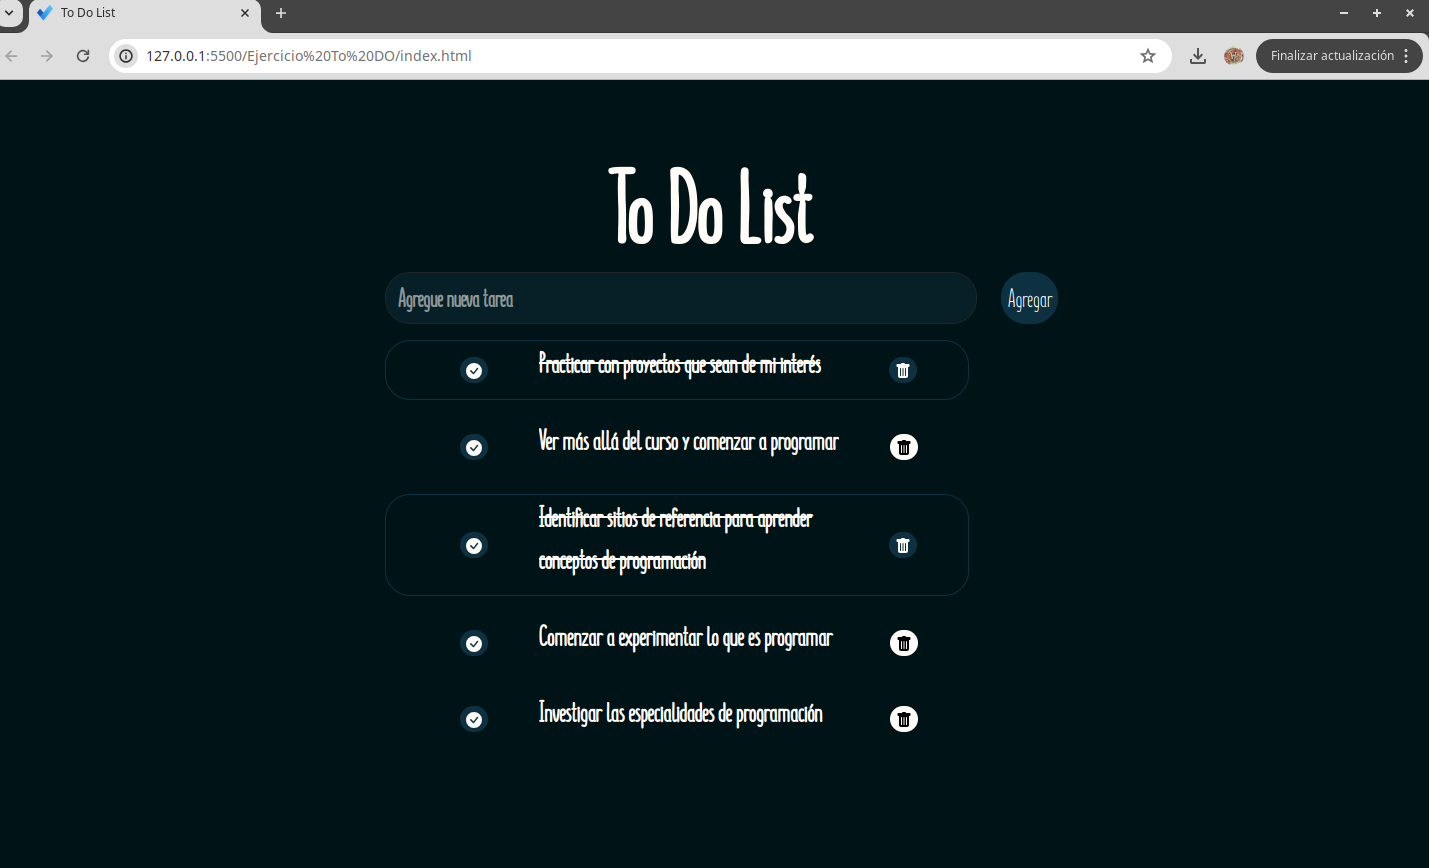 To Do List
127.0.0.1:5500/Ejercicio%20To%20DO/index.html
Finalizar actualización
To Do List
Agregue nueva tarea
Agregar
Practicar con proyectos que sean de mi interés
Ver más allá del curso y comenzar a programar
Identificar sitios de referencia para aprender
conceptos de programación
Comenzar a experimentar lo que es programar
Investigar las especialidades de programación